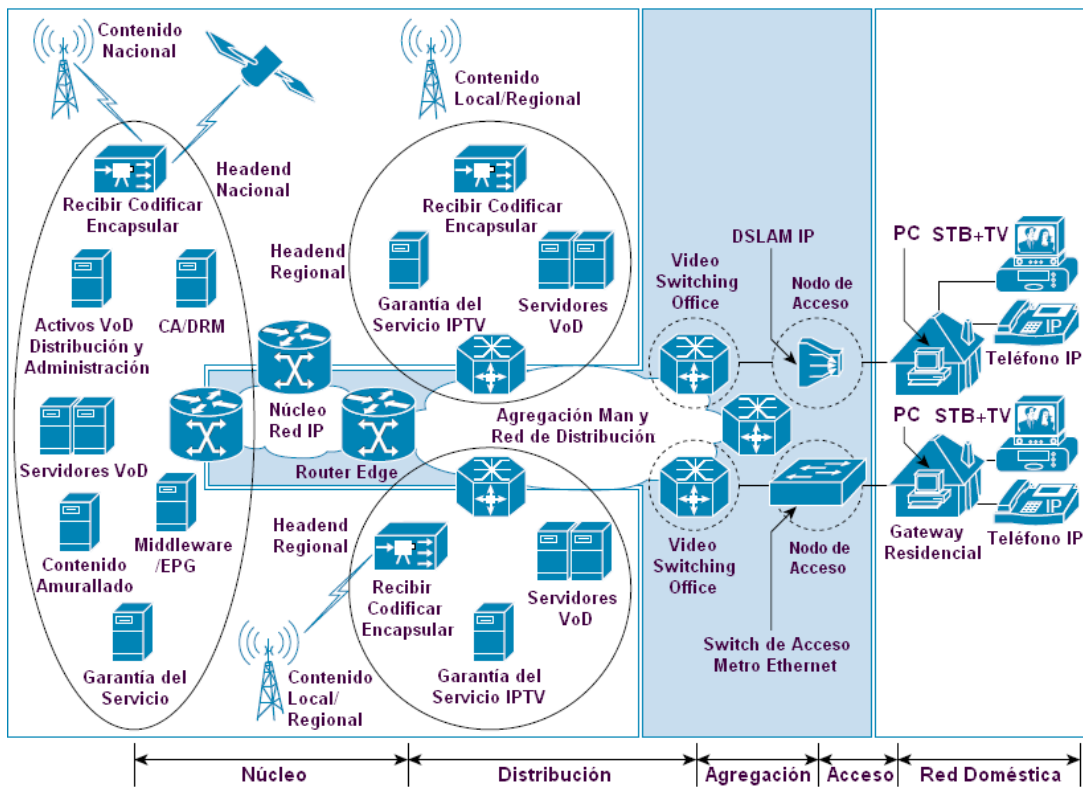 Contenido
Nacional
Contenido
Local/Regional
Headend
Nacional
Recibir Codificar
Encapsular
Activos VoD
Distribución y
Administración
CA/DRM
Servidores VoD
Contenido
Amurallado
Middleware
/EPG
Garantía del
Servicio
Núcleo
Red IP
Router Edge
Headend
Regional
Recibir Codificar
Encapsular
Garantía del
Servicio IPTV
Servidores
VoD
Agregación Man y
Red de Distribución
Headend
Regional
Recibir
Codificar
Encapsular
Servidores
VoD
Garantía del
Servicio IPTV
Contenido
Local/
Regional
DSLAM IP
Video
Switching
Office
Nodo de
Acceso
Video
Switching
Office
Nodo de
Acceso
Switch de Acceso
Metro Ethernet
PC
STB+TV
IP
Teléfono IP
PC
STB+TV
IP
Gateway
Residencial
Teléfono IP
Núcleo
Distribución
Agregación
Acceso
Red Doméstica